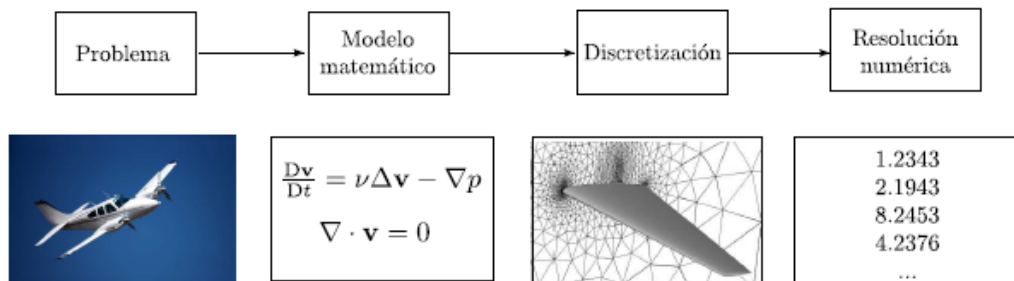 Problema
Modelo
matemático
Discretización
Resolución
numérica
Dv/Dt = νΔv − ∇p
∇ · v = 0
1.2343
2.1943
8.2453
4.2376
...